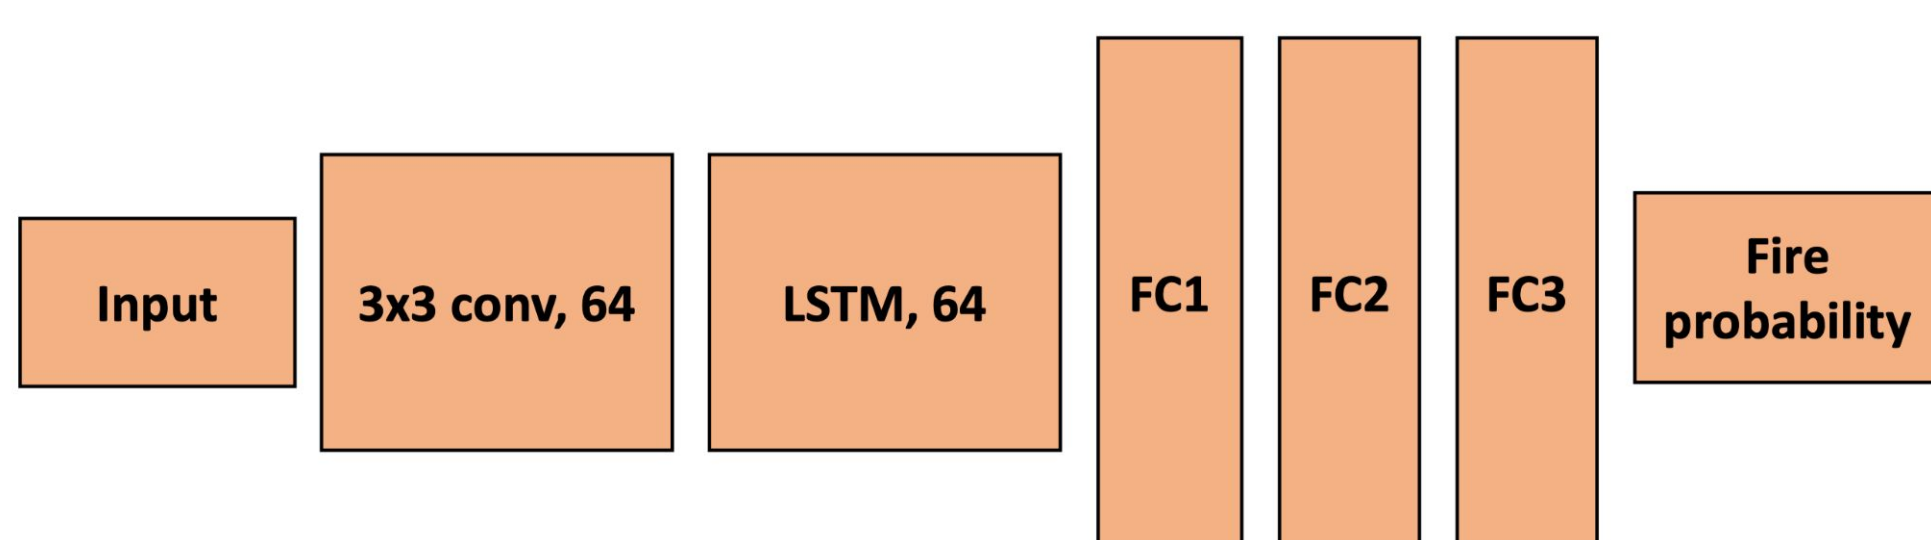 Input
3x3 conv, 64
LSTM, 64
FC1
FC2
FC3
Fire
probability